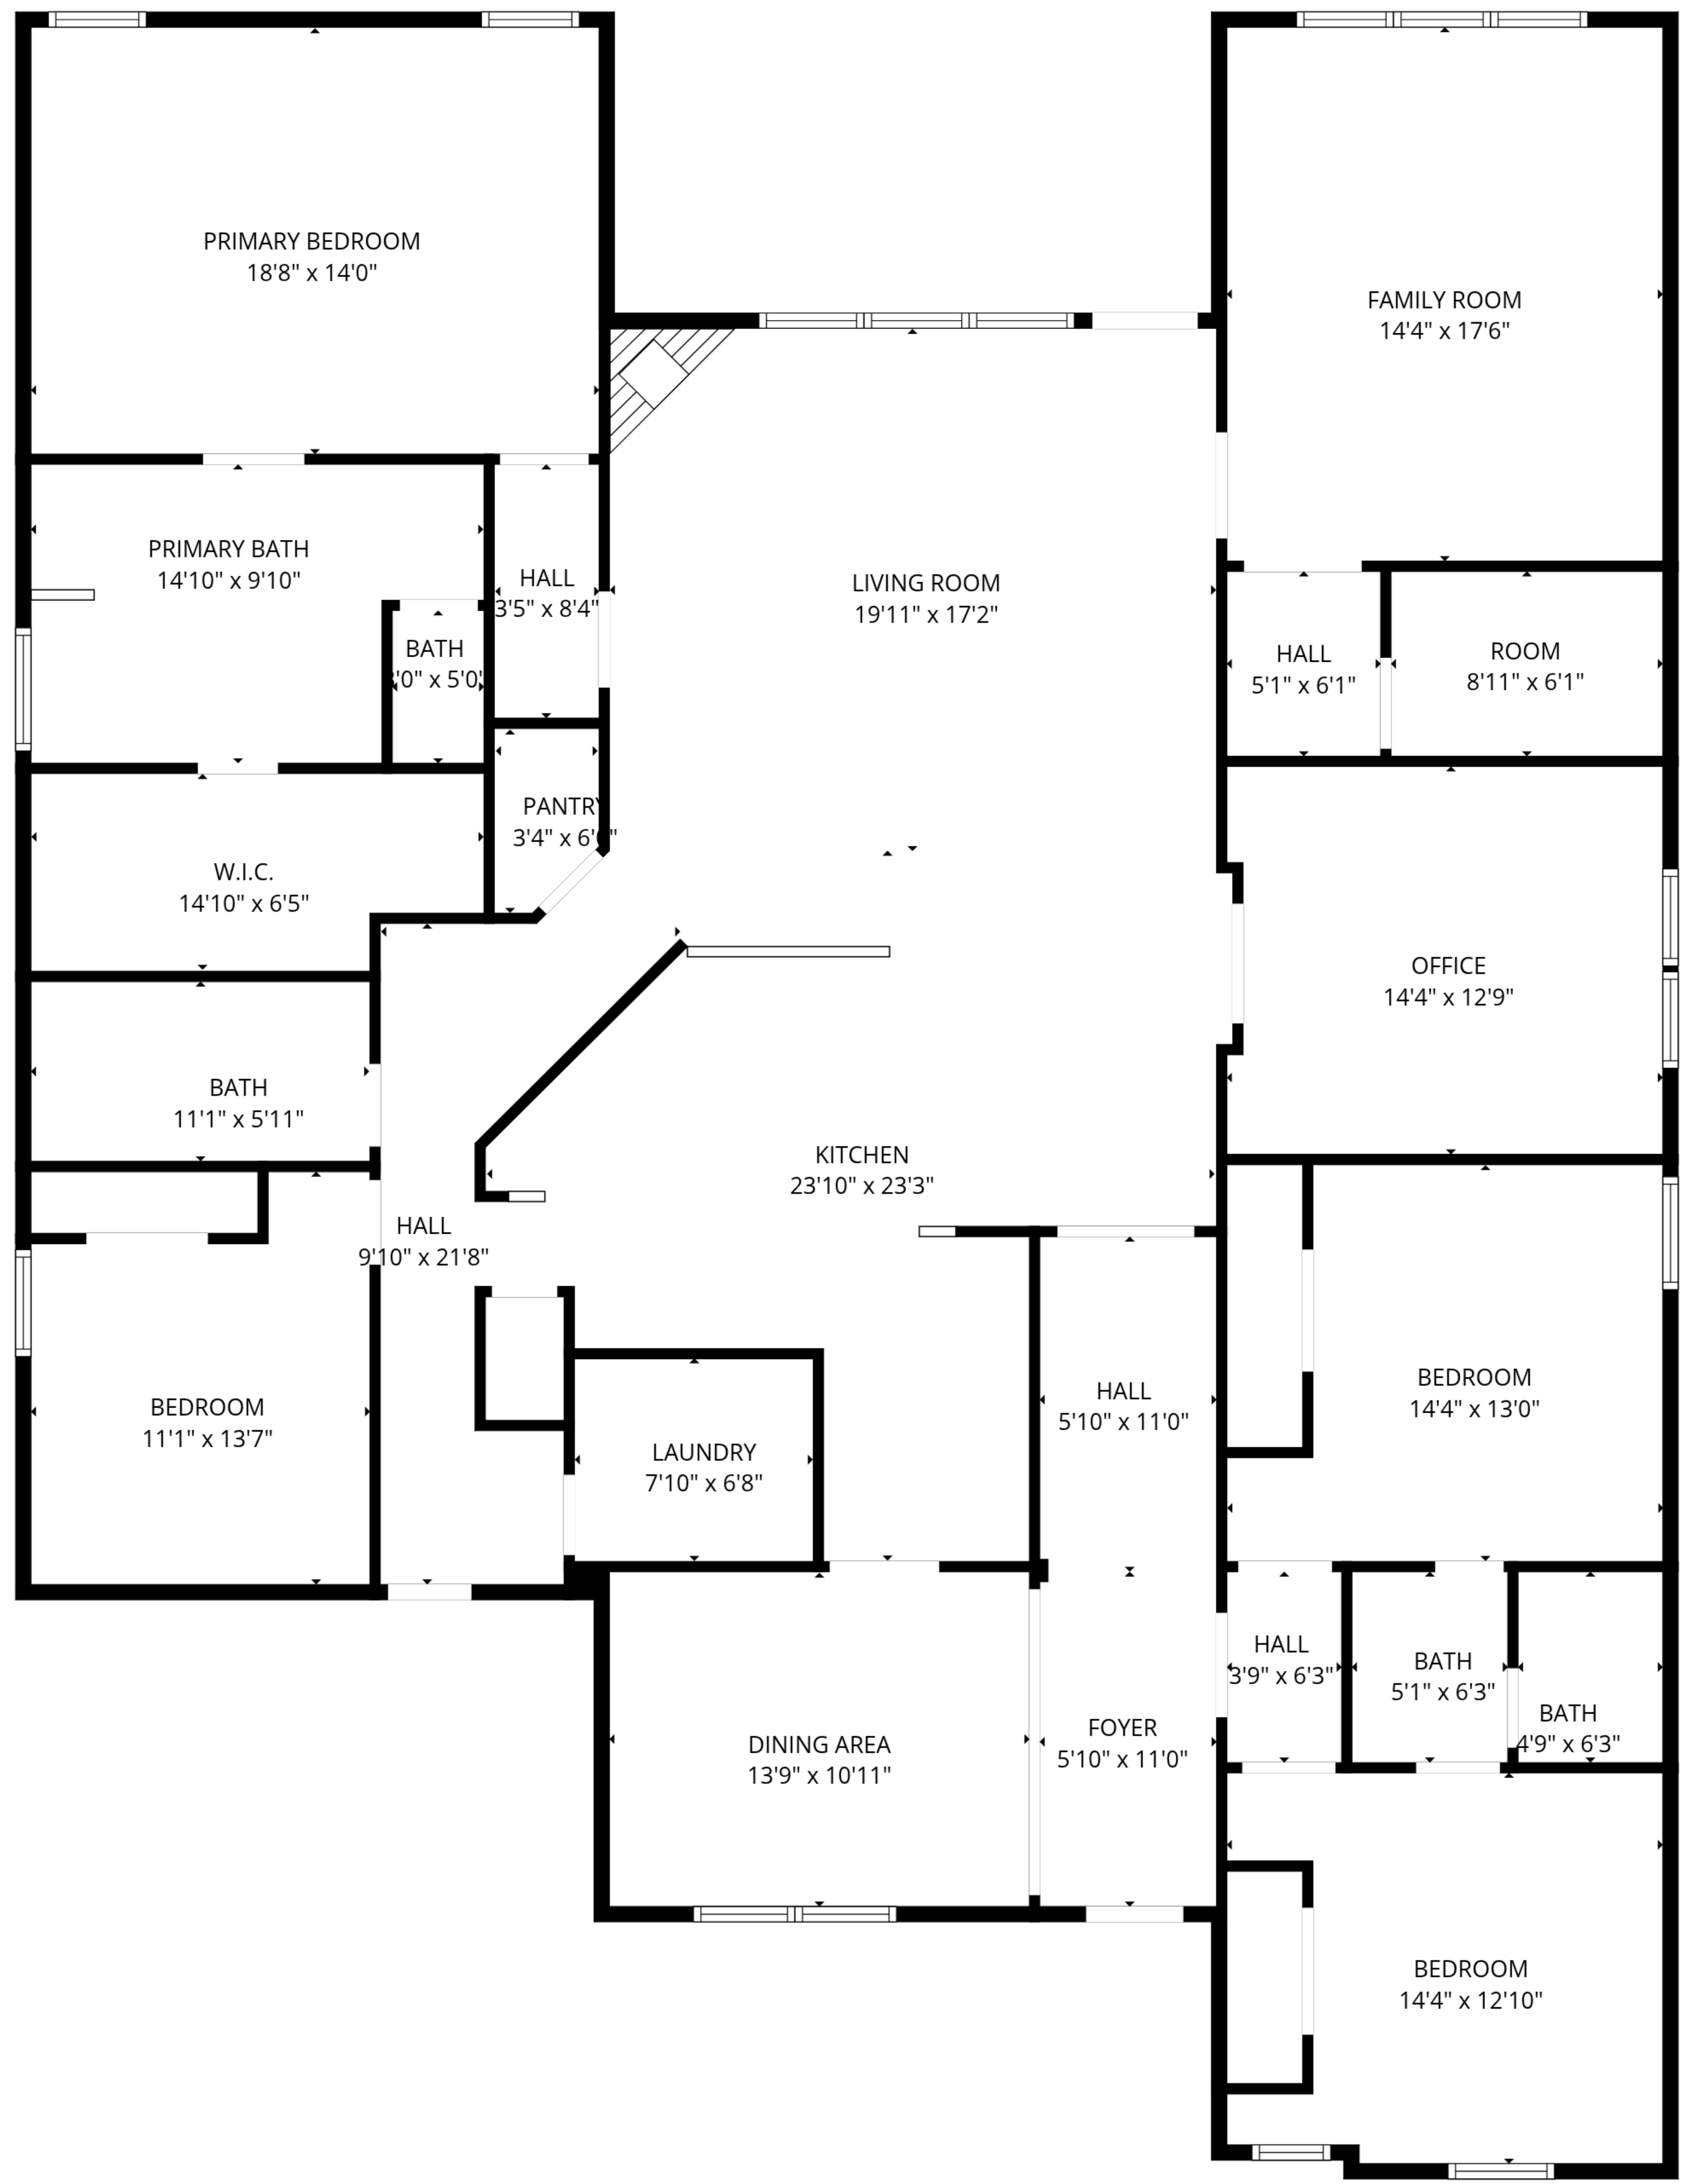 PRIMARY BEDROOM
18'8" x 14'0"
FAMILY ROOM
14'4" x 17'6"
PRIMARY BATH
14'10" x 9'10"
HALL
3'5" x 8'4"
LIVING ROOM
19'11" x 17'2"
BATH
'0" x 5'0"
HALL
5'1" x 6'1"
ROOM
8'11" x 6'1"
PANTRY
3'4" x
W.I.C.
14'10" x 6'5"
OFFICE
14'4" x 12'9"
BATH
11'1" x 5'11"
KITCHEN
23'10" x 23'3"
HALL
9'10" x 21'8"
BEDROOM
11'1" x 13'7"
LAUNDRY
7'10" x 6'8"
HALL
5'10" x 11'0"
BEDROOM
14'4" x 13'0"
HALL
3'9" x 6'3"
BATH
5'1" x 6'3"
BATH
4'9" x 6'3"
DINING AREA
13'9" x 10'11"
FOYER
5'10" x 11'0"
BEDROOM
14'4" x 12'10"